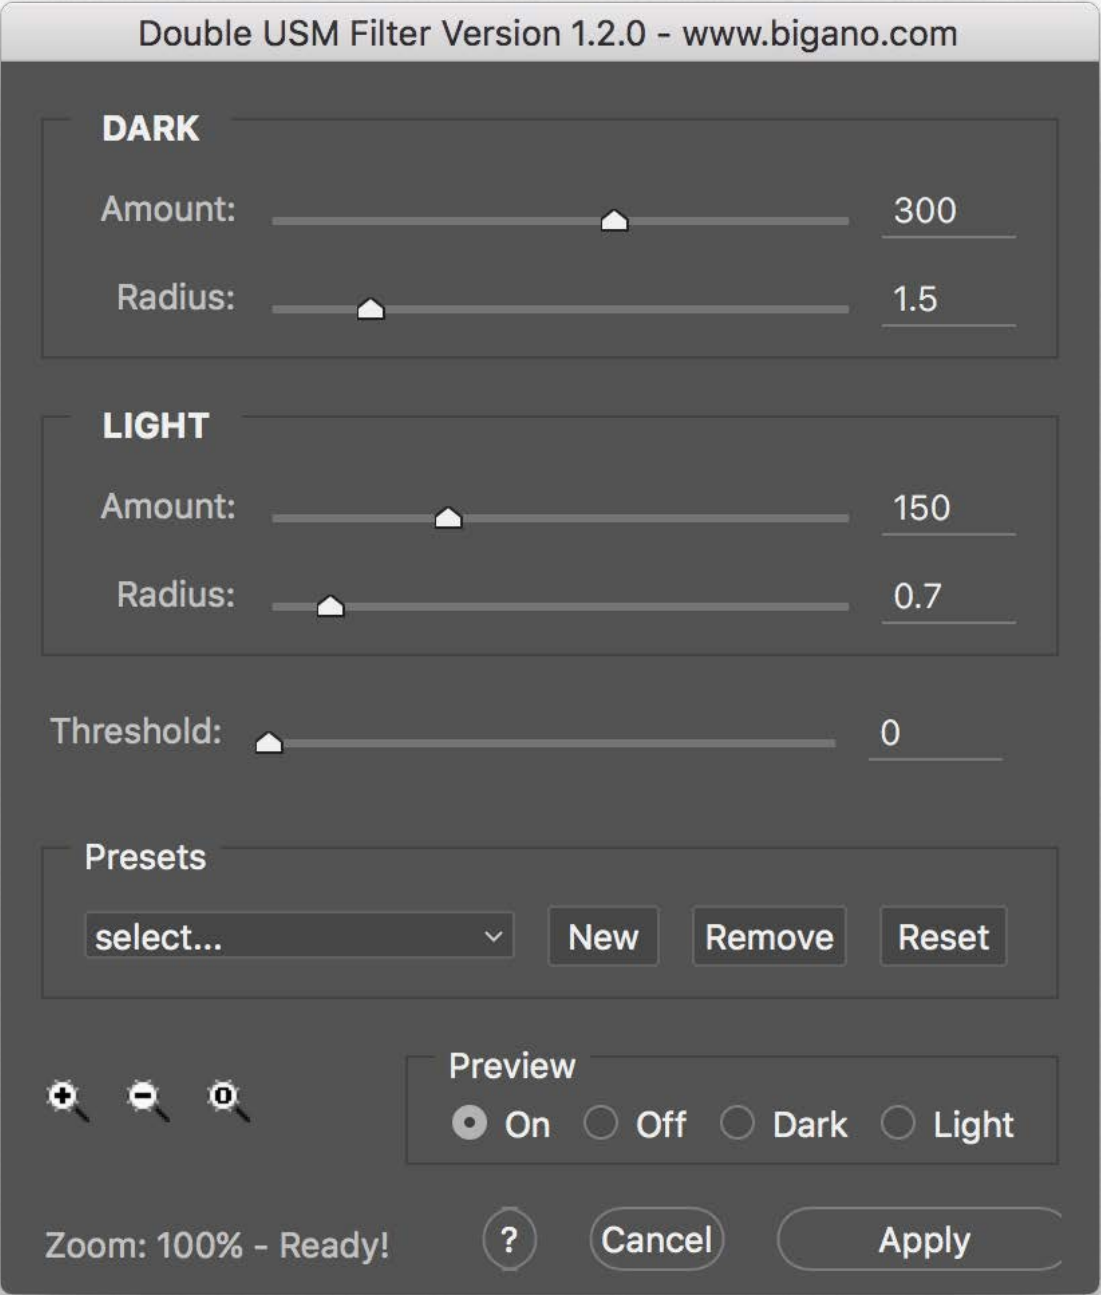 Double USM Filter Version 1.2.0 - www.bigano.com
DARK
Amount: 300
Radius: 1.5
LIGHT
Amount: 150
Radius: 0.7
Threshold: 0
Presets
select... New Remove Reset
Preview
On Off Dark Light
Zoom: 100% - Ready! ? Cancel Apply